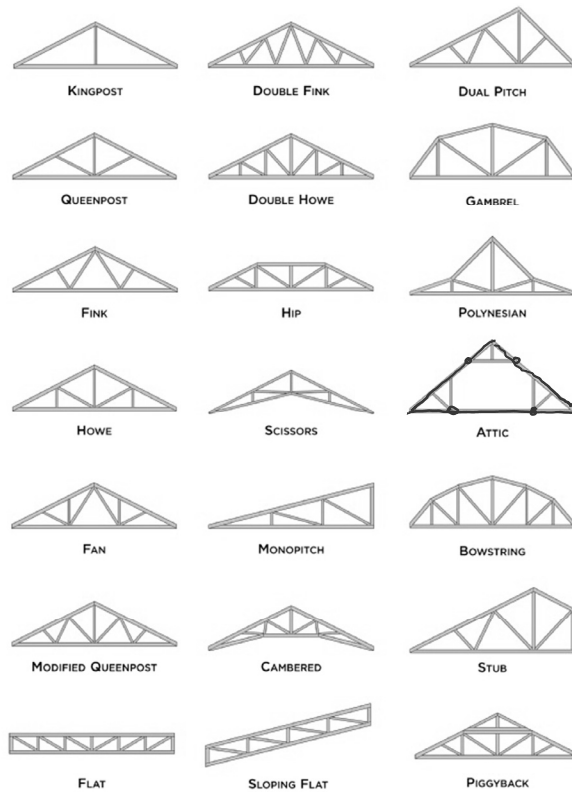 KINGPOST
DOUBLE FINK
DUAL PITCH
QUEENPOST
DOUBLE HOWE
GAMBREL
FINK
HIP
POLYNESIAN
HOWE
SCISSORS
ATTIC
FAN
MONOPITCH
BOWSTRING
MODIFIED QUEENPOST
CAMBERED
STUB
FLAT
SLOPING FLAT
PIGGYBACK